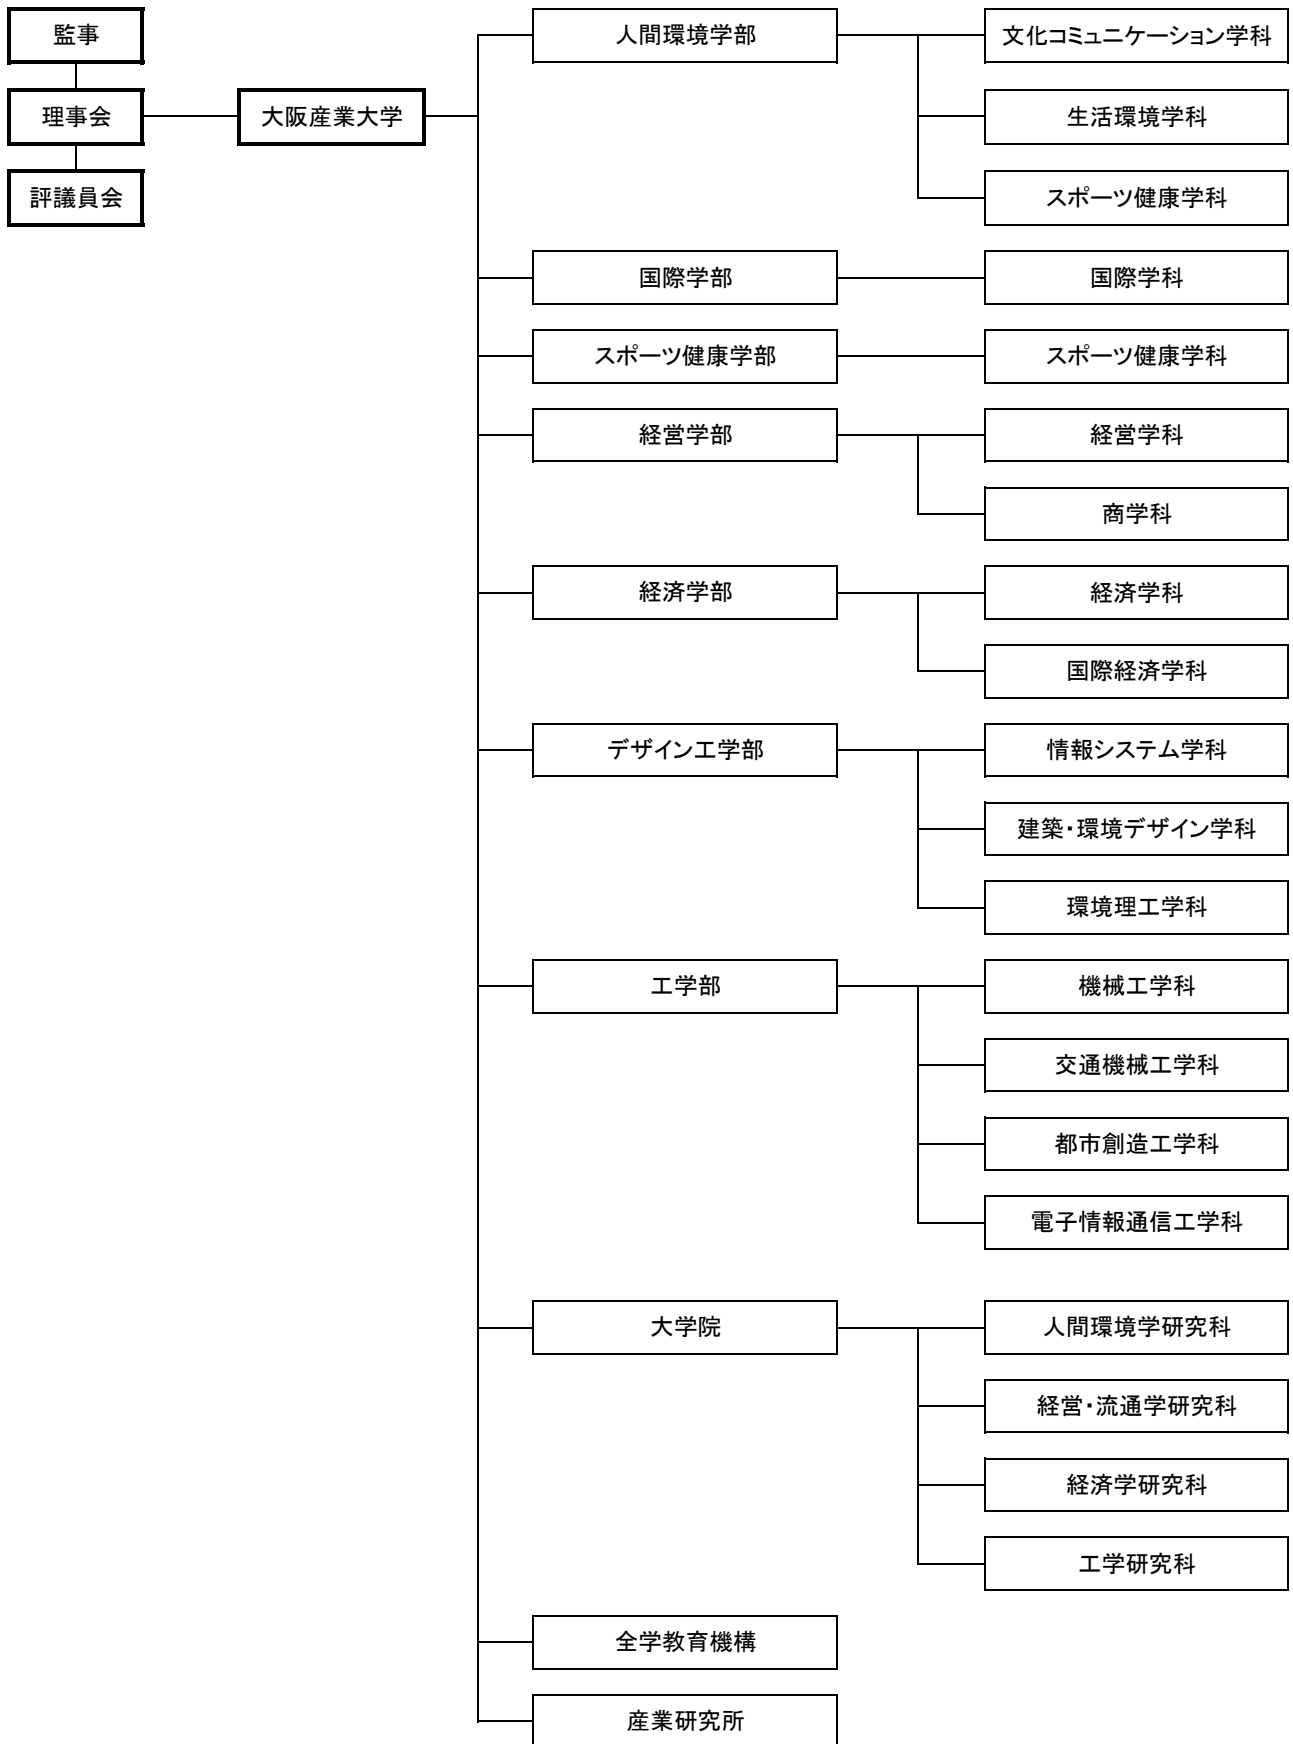 監事
理事会
評議員会
大阪産業大学
人間環境学部
文化コミュニケーション学科
生活環境学科
スポーツ健康学科
国際学部
国際学科
スポーツ健康学部
スポーツ健康学科
経営学部
経営学科
商学科
経済学部
経済学科
国際経済学科
デザイン工学部
情報システム学科
建築・環境デザイン学科
環境理工学科
工学部
機械工学科
交通機械工学科
都市創造工学科
電子情報通信工学科
大学院
人間環境学研究科
経営・流通学研究科
経済学研究科
工学研究科
全学教育機構
産業研究所